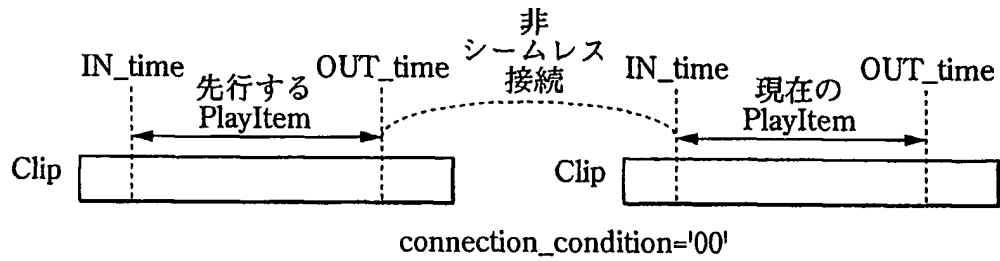 非
シームレス
接続
IN_time
OUT_time
IN_time
OUT_time
先行する
PlayItem
現在の
PlayItem
Clip
Clip
connection_condition='00'